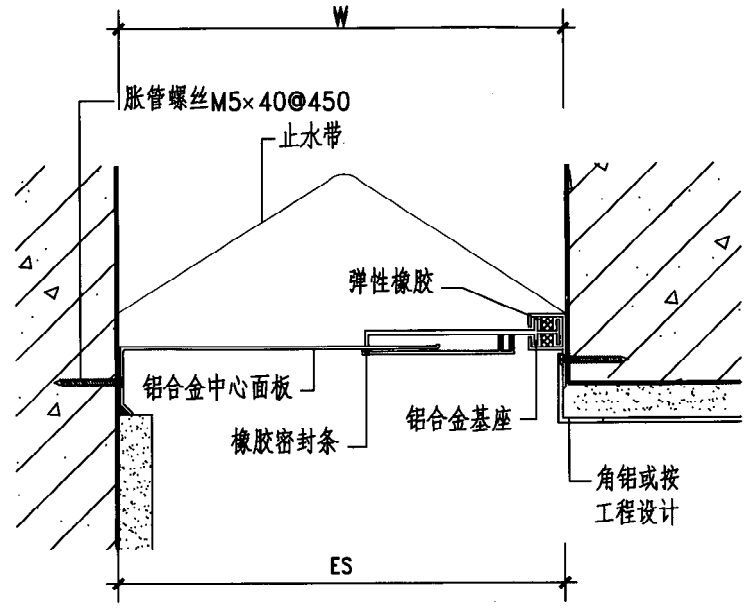 W
胀管螺丝M5×40@450
止水带
弹性橡胶
铝合金中心面板
铝合金基座
橡胶密封条
角铝或按
工程设计
ES